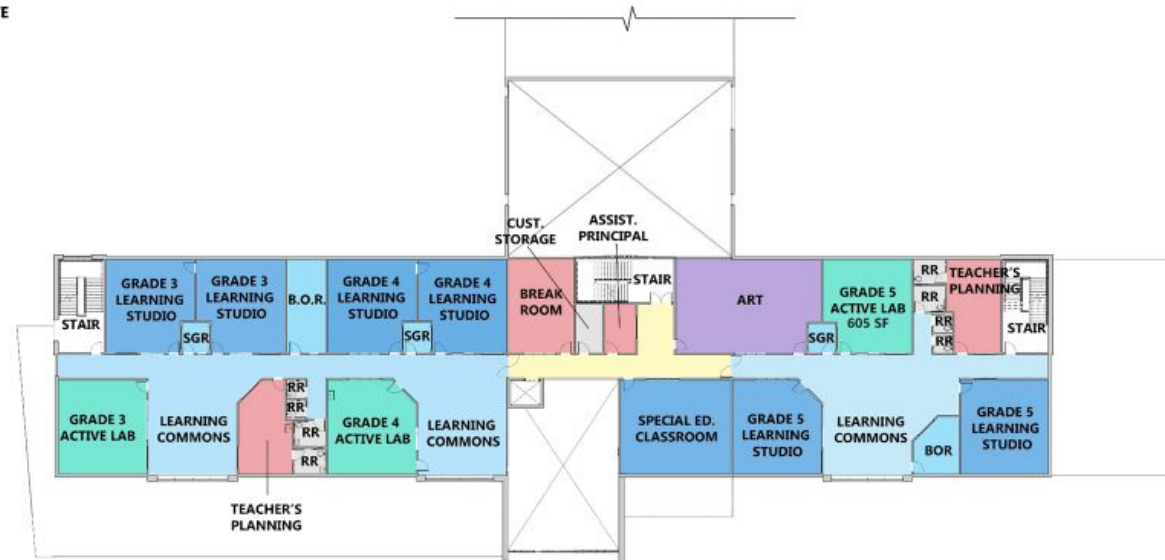 CUST.
STORAGE
ASSIST.
PRINCIPAL
STAIR
GRADE 3
LEARNING
STUDIO
GRADE 3
LEARNING
STUDIO
B.O.R.
GRADE 4
LEARNING
STUDIO
GRADE 4
LEARNING
STUDIO
BREAK
ROOM
STAIR
ART
GRADE 5
ACTIVE LAB
605 SF
RR
RR
RR
RR
TEACHER'S
PLANNING
STAIR
SGR
SGR
SGR
GRADE 3
ACTIVE LAB
LEARNING
COMMONS
RR
RR
RR
RR
GRADE 4
ACTIVE LAB
LEARNING
COMMONS
SPECIAL ED.
CLASSROOM
GRADE 5
LEARNING
STUDIO
LEARNING
COMMONS
BOR
GRADE 5
LEARNING
STUDIO
TEACHER'S
PLANNING